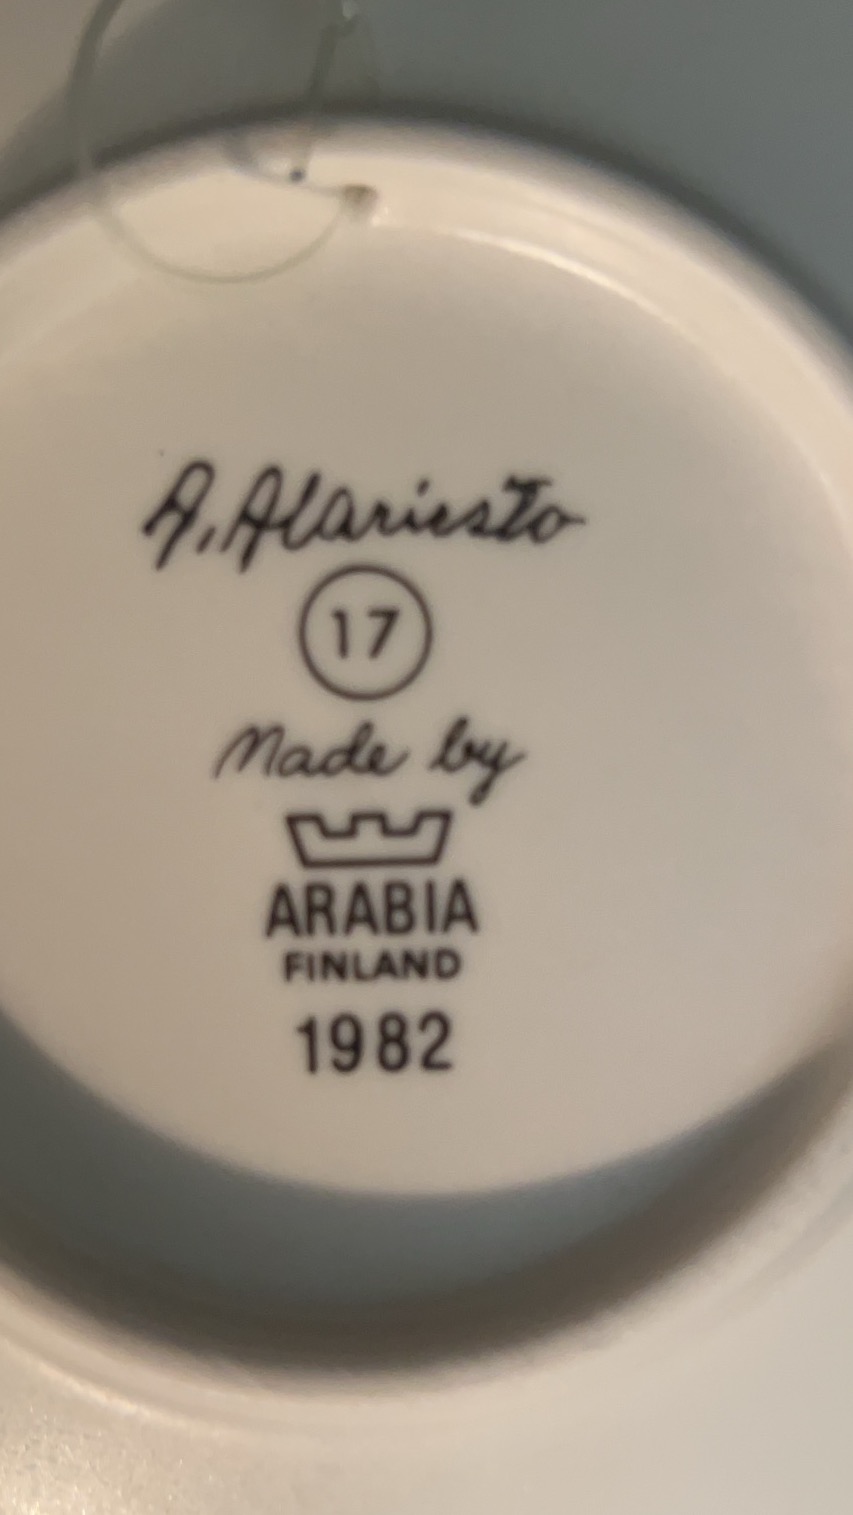 A. Alariesto
17
Made by
ARABIA
FINLAND
1982